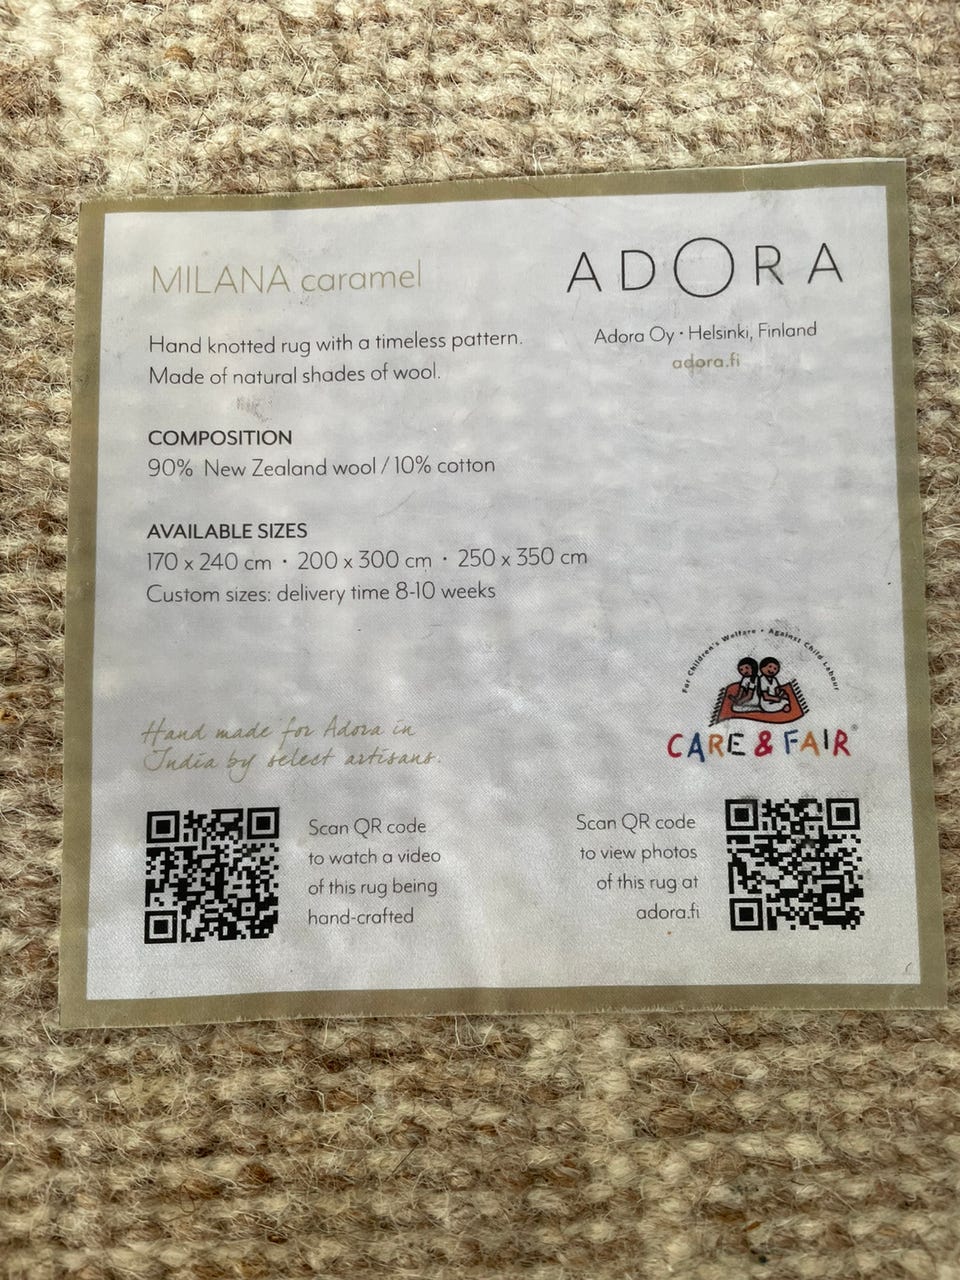 MILANA caramel
Hand knotted rug with a timeless pattern.
Made of natural shades of wool.
COMPOSITION
90% New Zealand wool / 10% cotton
AVAILABLE SIZES
170 x 240 cm · 200 x 300 cm · 250 x 350 cm
Custom sizes: delivery time 8-10 weeks
Hand made for Adora in
India by select artisans.
Scan QR code
to watch a video
of this rug being
hand-crafted
ADORA
Adora Oy · Helsinki, Finland
adora.fi
For Children's Welfare · Against Child Labour
CARE & FAIR®
Scan QR code
to view photos
of this rug at
adora.fi